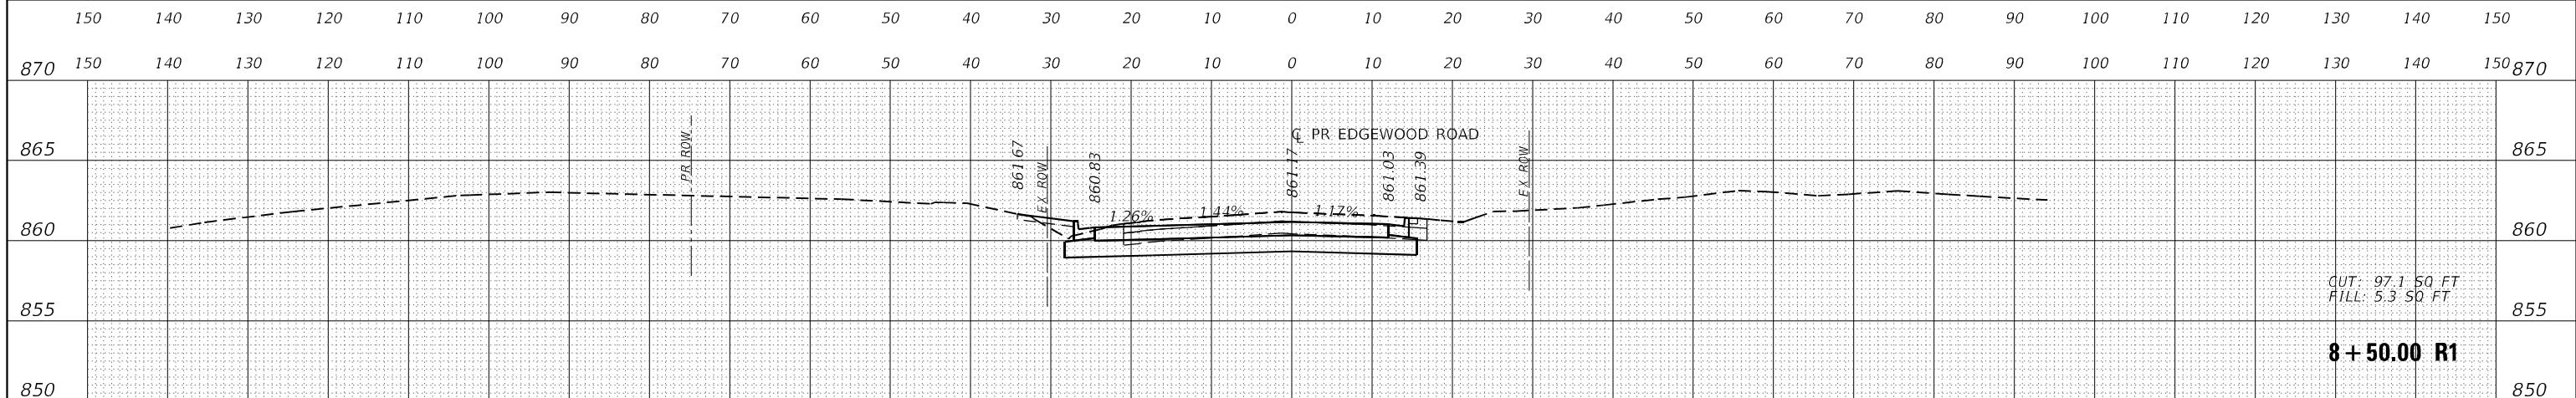 150 140 130 120 110 100 90 80 70 60 50 40 30 20 10 0 10 20 30 40 50 60 70 80 90 100 110 120 130 140 150
150 140 130 120 110 100 90 80 70 60 50 40 30 20 10 0 10 20 30 40 50 60 70 80 90 100 110 120 130 140 150
870 870
℄ PR EDGEWOOD ROAD
865 865
PR ROW
861.67
EX ROW
860.83
861.17
861.03
861.39
EX ROW
1.26% 1.44% 1.17%
860 860
CUT: 97.1 SQ FT
FILL: 5.3 SQ FT
855 855
8+50.00 R1
850 850